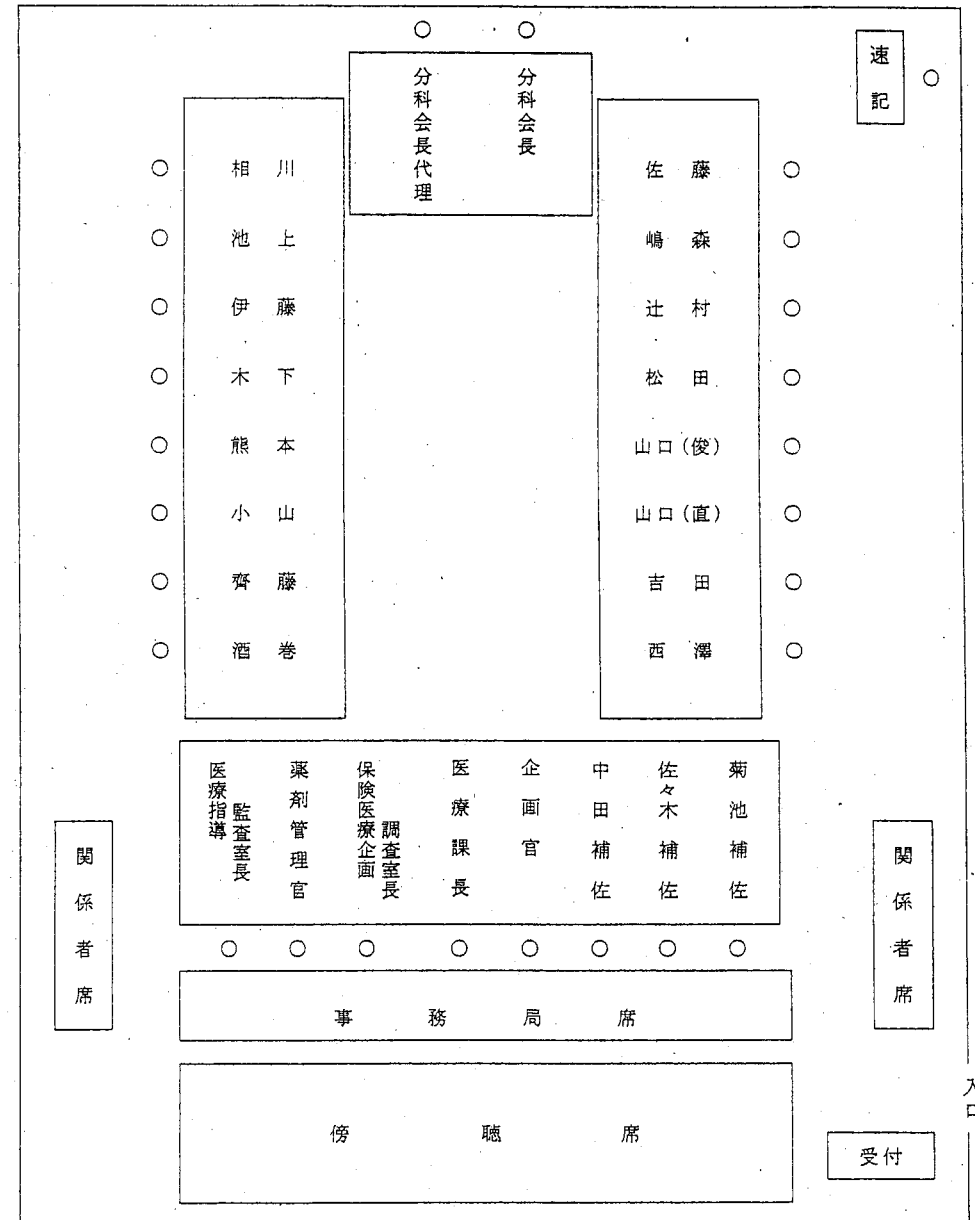 分科会長代理
分科会長
速記
相川
池上
伊藤
木下
熊本
小山
齊藤
酒巻
佐藤
嶋森
辻村
松田
山口(俊)
山口(直)
吉田
西澤
医療指導
監査室長
薬剤管理官
保険医療企画
調査室長
医療課長
企画官
中田補佐
佐々木補佐
菊池補佐
関係者席
関係者席
事務局席
傍聴席
入口
受付